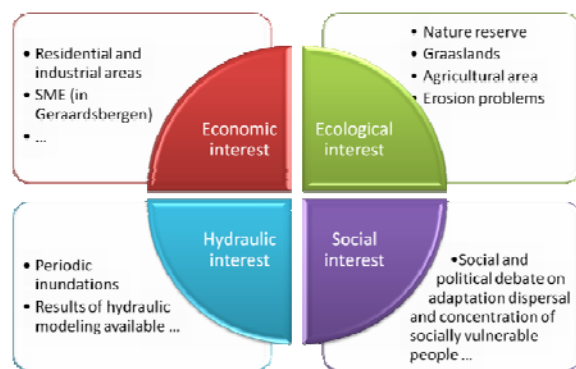 • Residential and
industrial areas
• SME (in
Geraardsbergen)
• ...
Economic
interest
Ecological
interest
• Nature reserve
• Graaslands
• Agricultural area
• Erosion problems
• Periodic
inundations
• Results of hydraulic
modeling available ...
Hydraulic
interest
Social
interest
•Social and
political debate on
adaptation dispersal
and concentration of
socially vulnerable
people ...